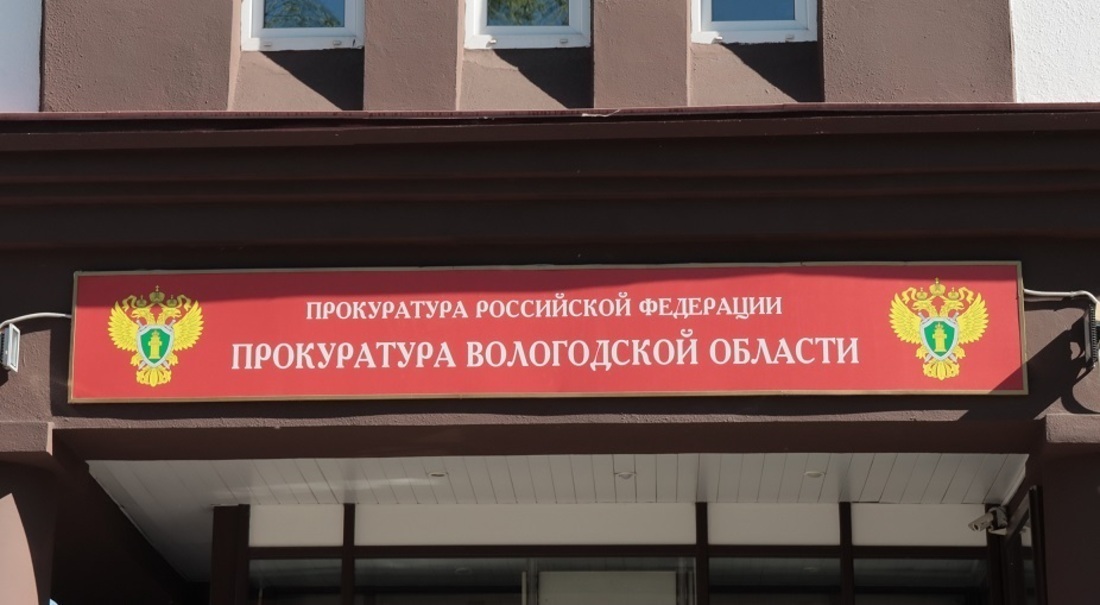 ПРОКУРАТУРА РОССИЙСКОЙ ФЕДЕРАЦИИ
ПРОКУРАТУРА ВОЛОГОДСКОЙ ОБЛАСТИ